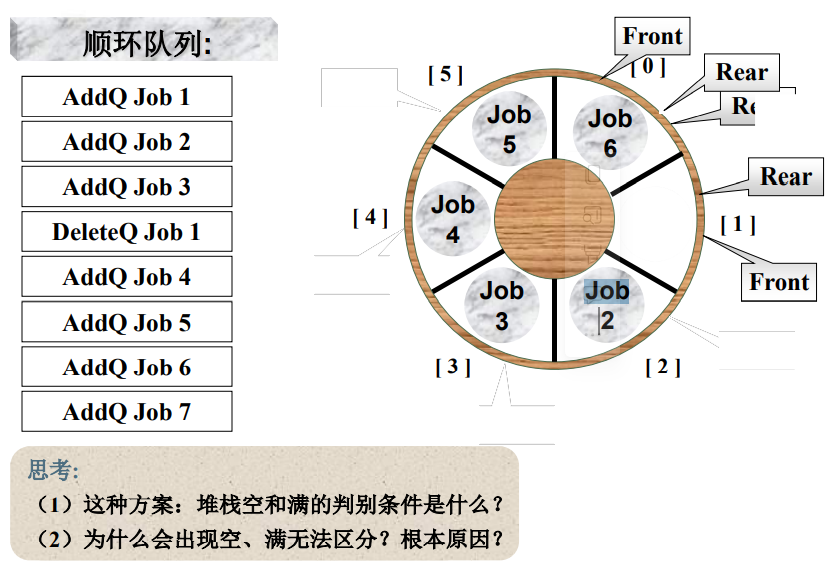 顺环队列:
AddQ Job 1
AddQ Job 2
AddQ Job 3
DeleteQ Job 1
AddQ Job 4
AddQ Job 5
AddQ Job 6
AddQ Job 7
Front
[ 0 ]
Rear
Re
Rear
[ 1 ]
Front
[ 2 ]
[ 3 ]
[ 4 ]
[ 5 ]
Job
5
Job
6
Job
4
Job
3
Job
2
思考:
（1）这种方案：堆栈空和满的判别条件是什么？
（2）为什么会出现空、满无法区分？根本原因？